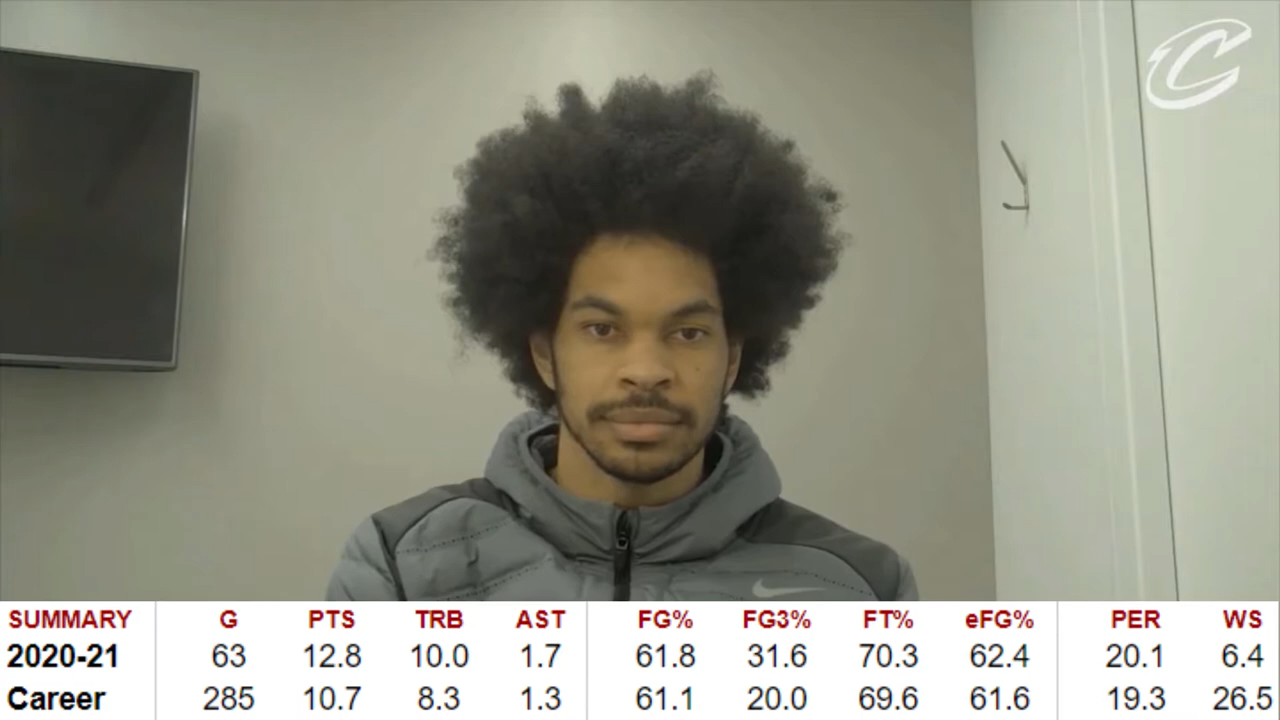 C
SUMMARY G PTS TRB AST FG% FG3% FT% eFG% PER WS
2020-21 63 12.8 10.0 1.7 61.8 31.6 70.3 62.4 20.1 6.4
Career 285 10.7 8.3 1.3 61.1 20.0 69.6 61.6 19.3 26.5